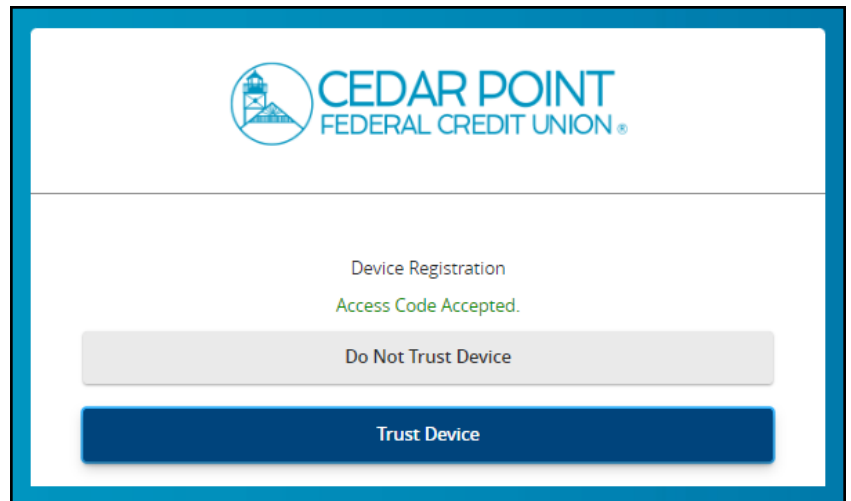 CEDAR POINT
FEDERAL CREDIT UNION ®
Device Registration
Access Code Accepted.
Do Not Trust Device
Trust Device